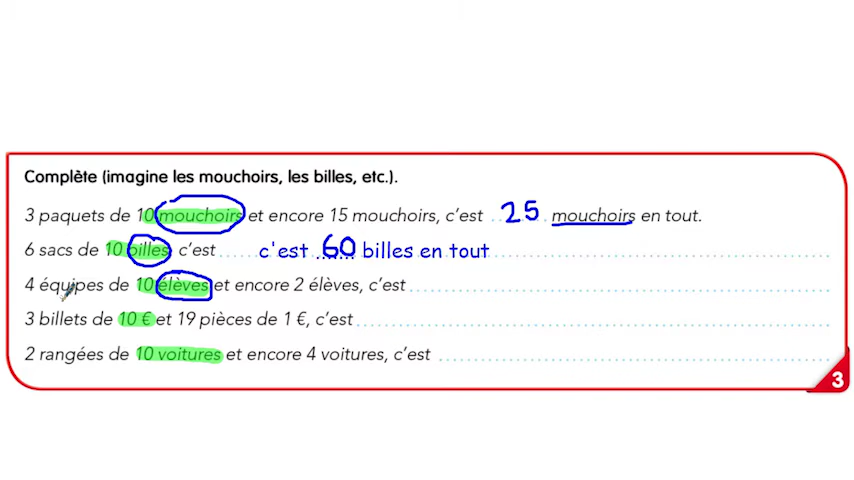 Complète (imagine les mouchoirs, les billes, etc.).
3 paquets de 10 mouchoirs et encore 15 mouchoirs, c'est 25 mouchoirs en tout.
6 sacs de 10 billes c'est c'est 60 billes en tout
4 équipes de 10 élèves et encore 2 élèves, c'est
3 billets de 10 € et 19 pièces de 1 €, c'est
2 rangées de 10 voitures et encore 4 voitures, c'est
3